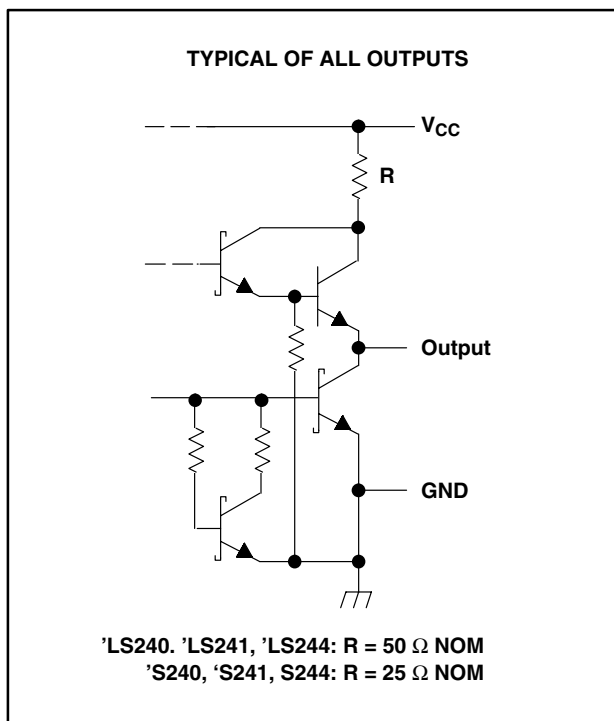 TYPICAL OF ALL OUTPUTS
VCC
R
Output
GND
’LS240. ’LS241, ’LS244: R = 50 Ω NOM
’S240, ‘S241, S244: R = 25 Ω NOM